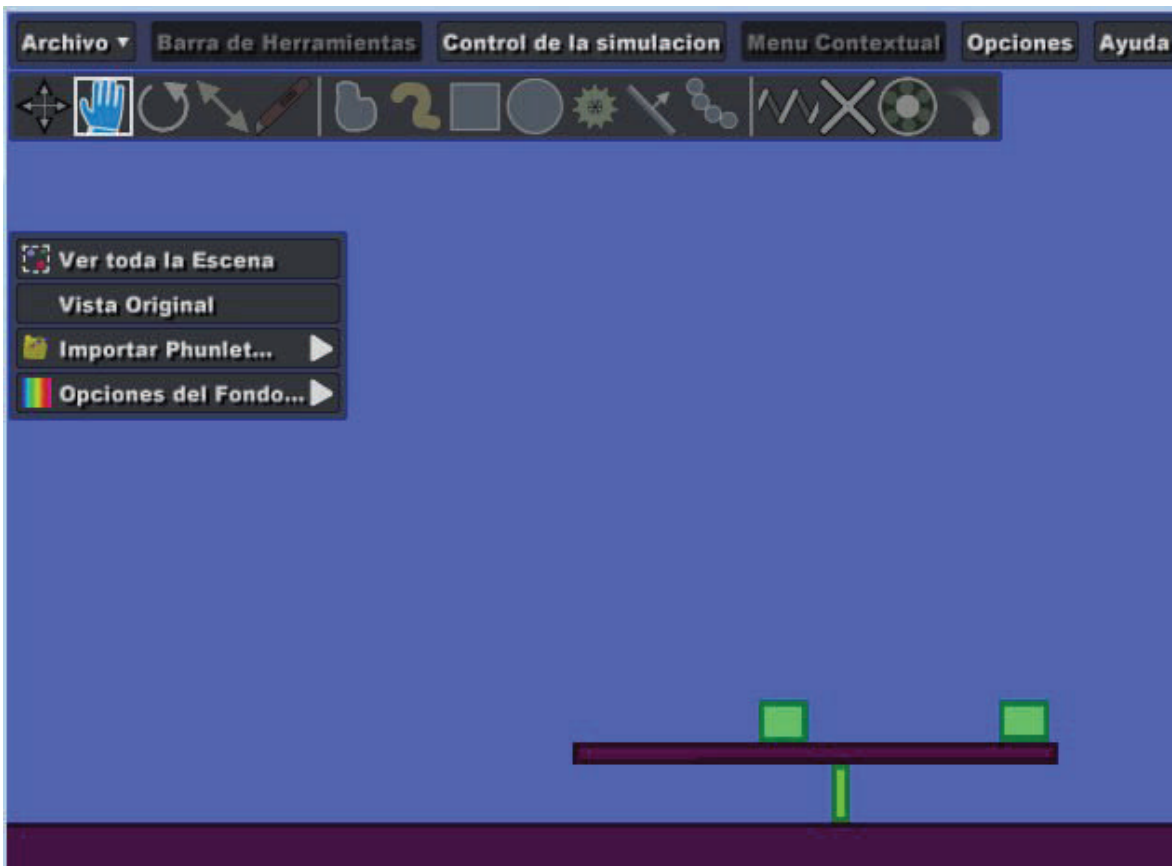 Archivo ▼ Barra de Herramientas Control de la simulacion Menu Contextual Opciones Ayuda
Ver toda la Escena
Vista Original
Importar Phunlet...
Opciones del Fondo...